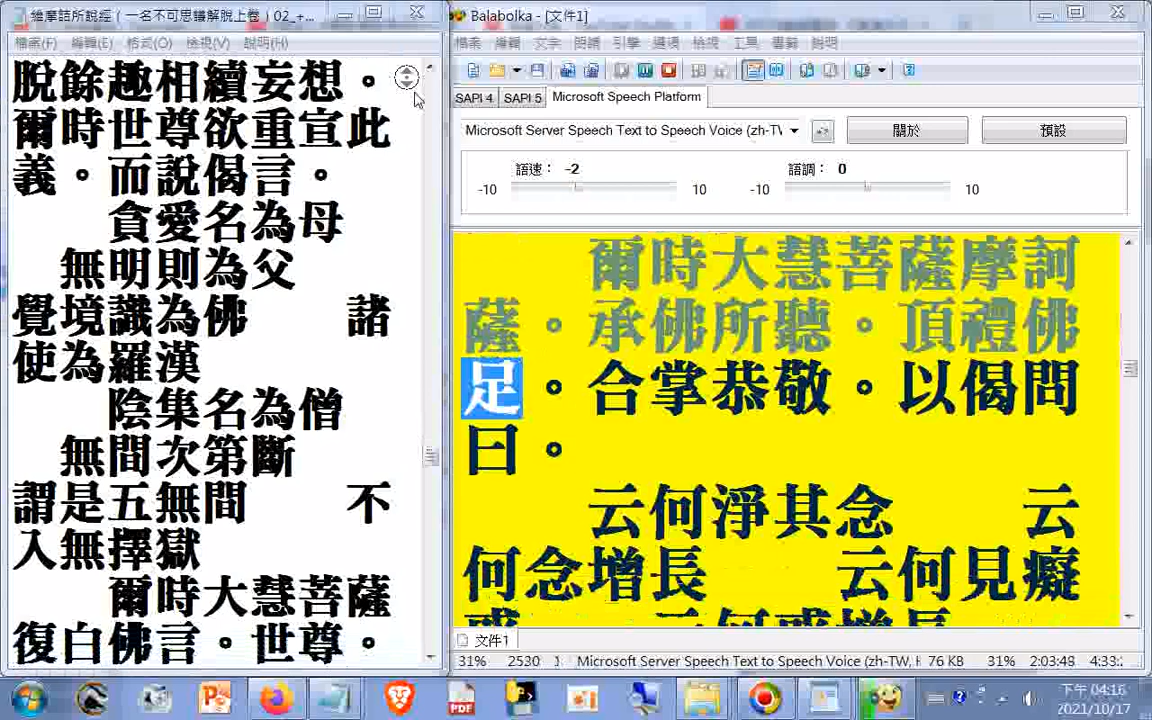 維摩詰所說經（一名不可思議解脫上卷）02_+...
檔案(F) 編輯(E) 格式(O) 檢視(V) 說明(H)
脫餘趣相續妄想。
爾時世尊欲重宣此
義。而說偈言。
貪愛名為母
無明則為父
覺境識為佛 諸
使為羅漢
陰集名為僧
無間次第斷
謂是五無間 不
入無擇獄
爾時大慧菩薩
復白佛言。世尊。
Balabolka - [文件1]
檔案 編輯 文字 朗讀 引擎 選項 檢視 工具 書籤 說明
SAPI 4 SAPI 5 Microsoft Speech Platform
Microsoft Server Speech Text to Speech Voice (zh-TW 關於 預設
語速： -2 語調： 0
-10 10 -10 10
爾時大慧菩薩摩訶
薩。承佛所聽。頂禮佛
足。合掌恭敬。以偈問
曰。
云何淨其念 云
何念增長 云何見癡
惑 云何惑增長
文件1
31% 2530 Microsoft Server Speech Text to Speech Voice (zh-TW, 76 KB 31% 2:03:48 4:33:
PDF
下午 04:16
2021/10/17